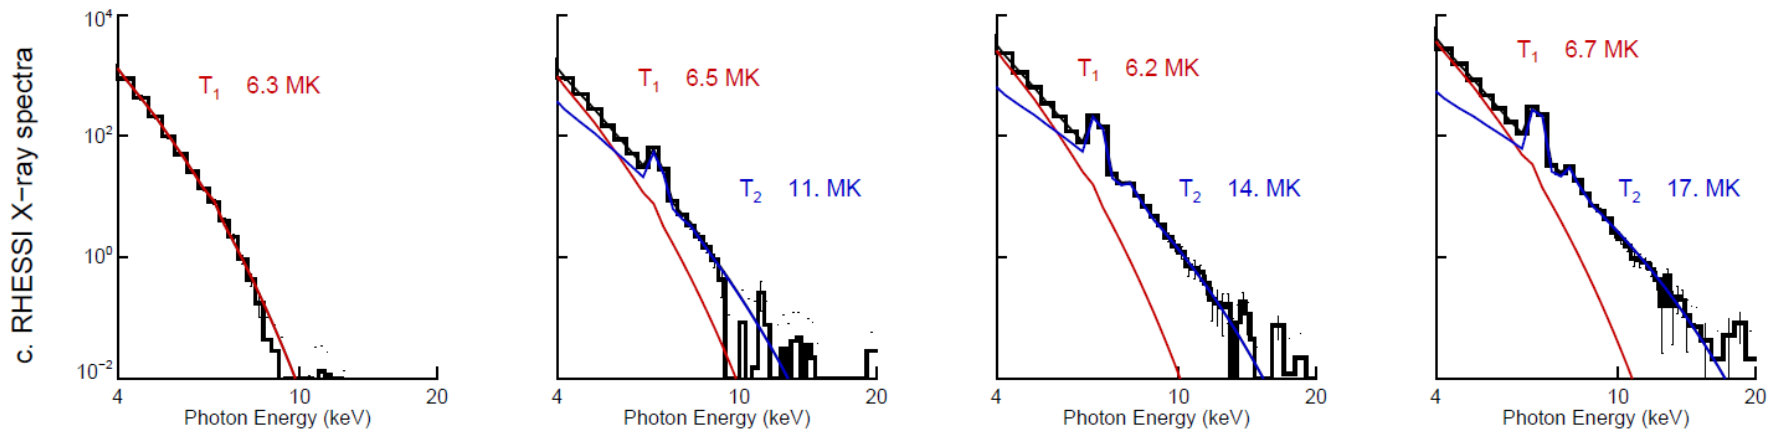 c. RHESSI X-ray spectra
10⁴
10²
10⁰
10⁻²
T₁ 6.3 MK
4 10 20
Photon Energy (keV)
T₁ 6.5 MK
T₂ 11. MK
4 10 20
Photon Energy (keV)
T₁ 6.2 MK
T₂ 14. MK
4 10 20
Photon Energy (keV)
T₁ 6.7 MK
T₂ 17. MK
4 10 20
Photon Energy (keV)